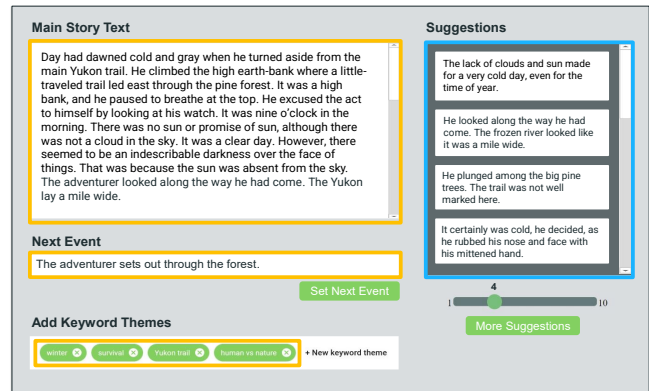 Main Story Text
Day had dawned cold and gray when he turned aside from the
main Yukon trail. He climbed the high earth-bank where a little-
traveled trail led east through the pine forest. It was a high
bank, and he paused to breathe at the top. He excused the act
to himself by looking at his watch. It was nine o'clock in the
morning. There was no sun or promise of sun, although there
was not a cloud in the sky. It was a clear day. However, there
seemed to be an indescribable darkness over the face of
things. That was because the sun was absent from the sky.
The adventurer looked along the way he had come. The Yukon
lay a mile wide.
Next Event
The adventurer sets out through the forest.
Set Next Event
Add Keyword Themes
winter
survival
Yukon trail
human vs nature
+ New keyword theme
Suggestions
The lack of clouds and sun made
for a very cold day, even for the
time of year.
He looked along the way he had
come. The frozen river looked like
it was a mile wide.
He plunged among the big pine
trees. The trail was not well
marked here.
It certainly was cold, he decided, as
he rubbed his nose and face with
his mittened hand.
4
1 10
More Suggestions